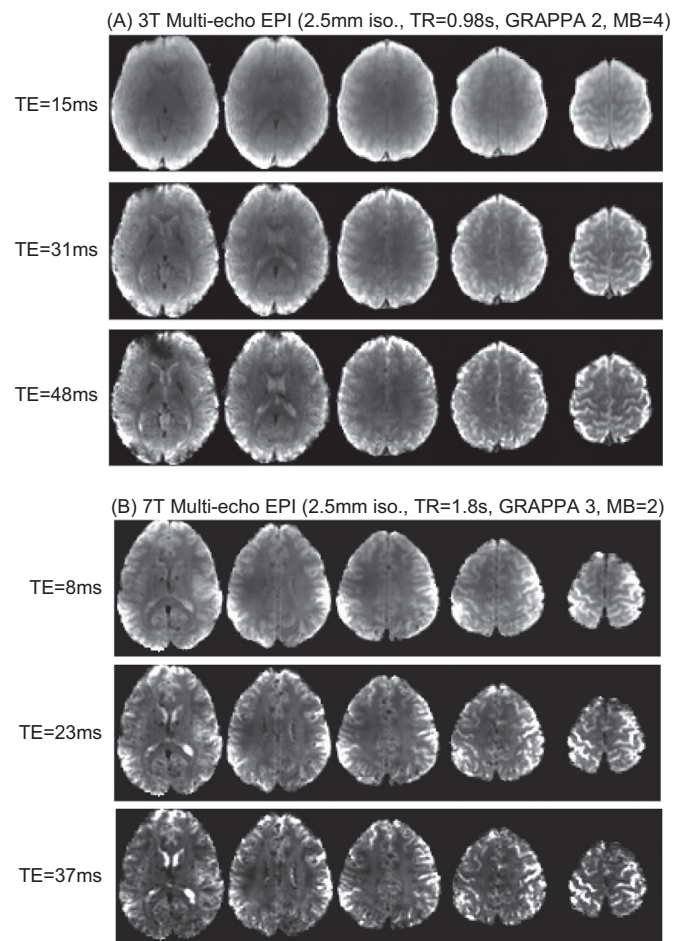 (A) 3T Multi-echo EPI (2.5mm iso., TR=0.98s, GRAPPA 2, MB=4)
TE=15ms
TE=31ms
TE=48ms
(B) 7T Multi-echo EPI (2.5mm iso., TR=1.8s, GRAPPA 3, MB=2)
TE=8ms
TE=23ms
TE=37ms